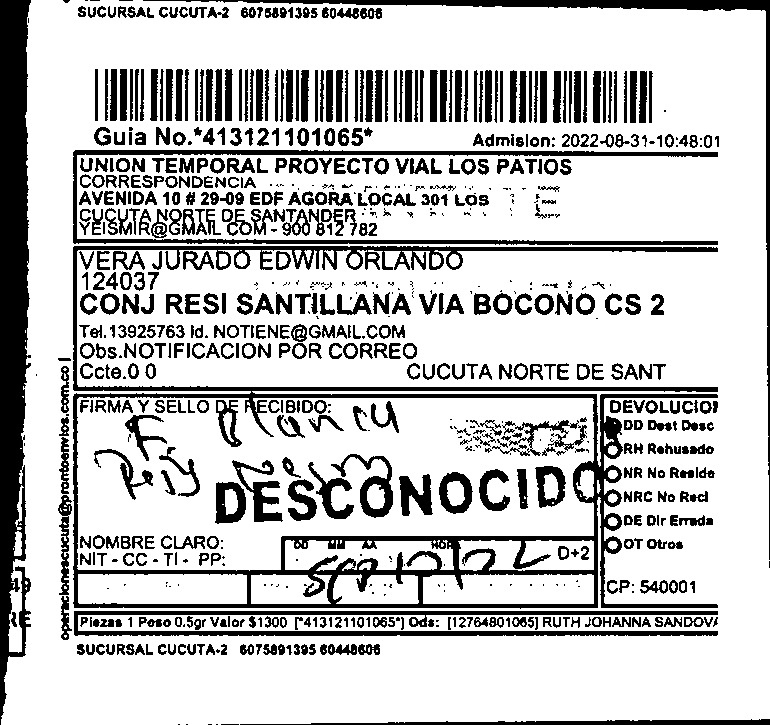 SUCURSAL CUCUTA-2 6075891395 60448606
Guia No.*413121101065*
Admision: 2022-08-31-10:48:01
UNION TEMPORAL PROYECTO VIAL LOS PATIOS
CORRESPONDENCIA
AVENIDA 10 # 29-09 EDF AGORA LOCAL 301 LOS
CUCUTA NORTE DE SANTANDER
YEISMIR@GMAIL COM - 900 812 782
VERA JURADO EDWIN ORLANDO
124037
CONJ RESI SANTILLANA VIA BOCONO CS 2
Tel.13925763 Id. NOTIENE@GMAIL.COM
Obs.NOTIFICACION POR CORREO
Ccte.0 0 CUCUTA NORTE DE SANT
operacionescucuta@prontoenvios.com.co
FIRMA Y SELLO DE RECIBIDO:
F. Blanca
DESCONOCIDO
NOMBRE CLARO:
NIT - CC - TI - PP:
DD MM AA HOR
D+2
DEVOLUCIO
DD Dest Desc
RH Rehusado
NR No Reside
NRC No Recl
DE Dir Errada
OT Otros
CP: 540001
Piezas 1 Peso 0.5gr Valor $1300 [*413121101065*] Ods: [12764801065] RUTH JOHANNA SANDOVA
SUCURSAL CUCUTA-2 6075891395 60448606
49
RE